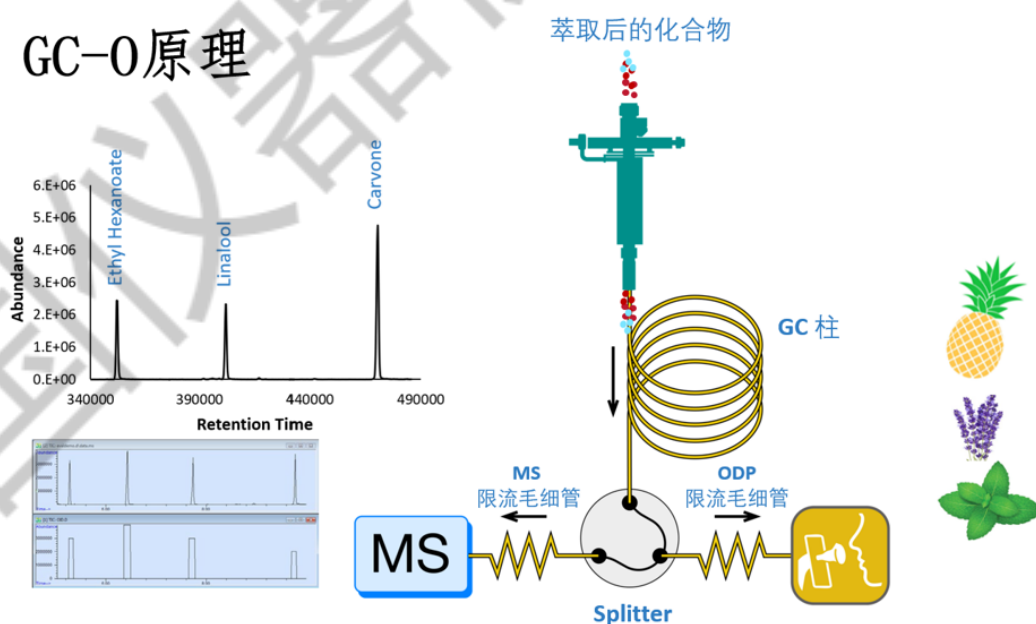 GC-O原理
萃取后的化合物
Ethyl Hexanoate
Linalool
Carvone
Abundance
6.E+06
5.E+06
4.E+06
3.E+06
2.E+06
1.E+06
0.E+00
340000
390000
440000
490000
Retention Time
GC 柱
MS
限流毛细管
ODP
限流毛细管
MS
Splitter